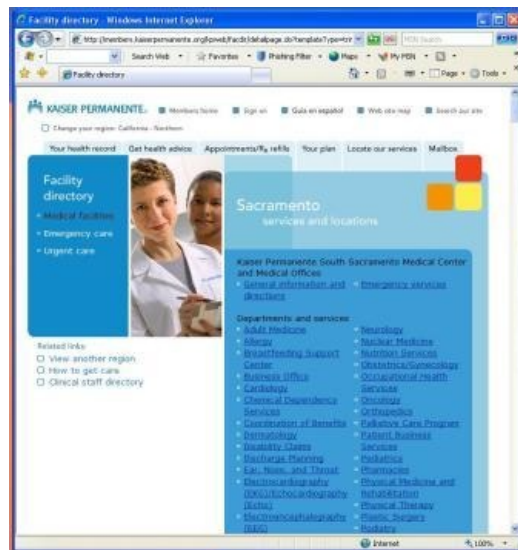 Facility directory - Windows Internet Explorer
Search Web
Favorites
Phishing Filter
Maps
My MSN
Facility directory
Page
Tools
KAISER PERMANENTE.
Members home
Sign on
Guía en español
Web site map
Search our site
Change your region: California - Northern
Your health record
Get health advice
Appointments/Rx refills
Your plan
Locate our services
Mailbox
Facility
directory
Medical facilities
Emergency care
Urgent care
Related links:
View another region
How to get care
Clinical staff directory
Sacramento
services and locations
Kaiser Permanente South Sacramento Medical Center
and Medical Offices
General information and
directions
Emergency services
Departments and services
Adult Medicine
Allergy
Breastfeeding Support
Center
Business Office
Cardiology
Chemical Dependence
Services
Coordination of Benefits
Dermatology
Disability Claims
Discharge Planning
Ear, Nose, and Throat
Electrocardiography
(EKG)/Echocardiography
(Echo)
Electroencephalography
(EEG)
Neurology
Nuclear Medicine
Nutrition Services
Obstetrics/Gynecology
Occupational Health
Services
Oncology
Orthopedics
Palliative Care Program
Patient Business
Services
Pediatrics
Pharmacies
Physical Medicine and
Rehabilitation
Physical Therapy
Plastic Surgery
Podiatry
Internet
100%